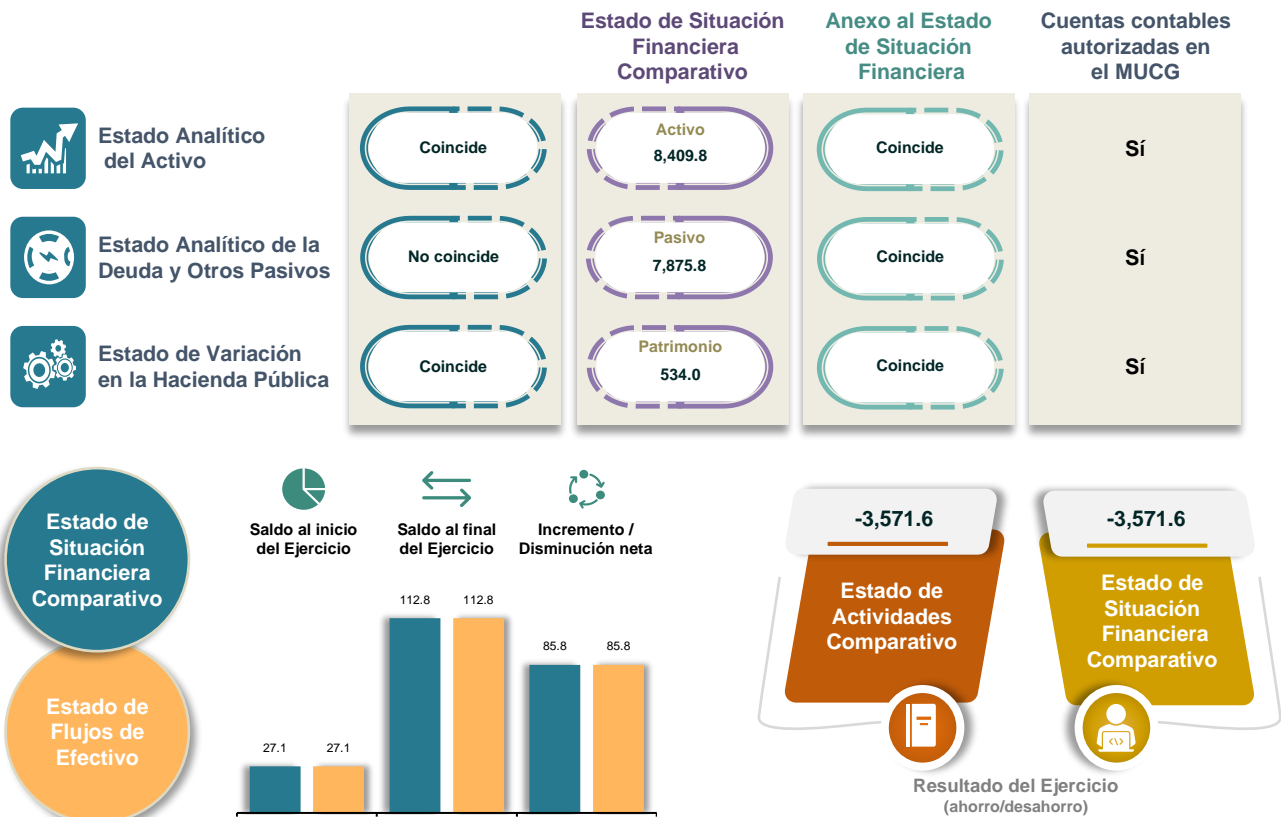 Estado de Situación
Financiera
Comparativo
Anexo al Estado
de Situación
Financiera
Cuentas contables
autorizadas en
el MUCG
Estado Analítico
del Activo
Coincide
Activo
8,409.8
Coincide
Sí
Estado Analítico de la
Deuda y Otros Pasivos
No coincide
Pasivo
7,875.8
Coincide
Sí
Estado de Variación
en la Hacienda Pública
Coincide
Patrimonio
534.0
Coincide
Sí
Estado de
Situación
Financiera
Comparativo
Estado de
Flujos de
Efectivo
Saldo al inicio
del Ejercicio
Saldo al final
del Ejercicio
Incremento /
Disminución neta
27.1
27.1
112.8
112.8
85.8
85.8
-3,571.6
Estado de
Actividades
Comparativo
-3,571.6
Estado de
Situación
Financiera
Comparativo
Resultado del Ejercicio
(ahorro/desahorro)